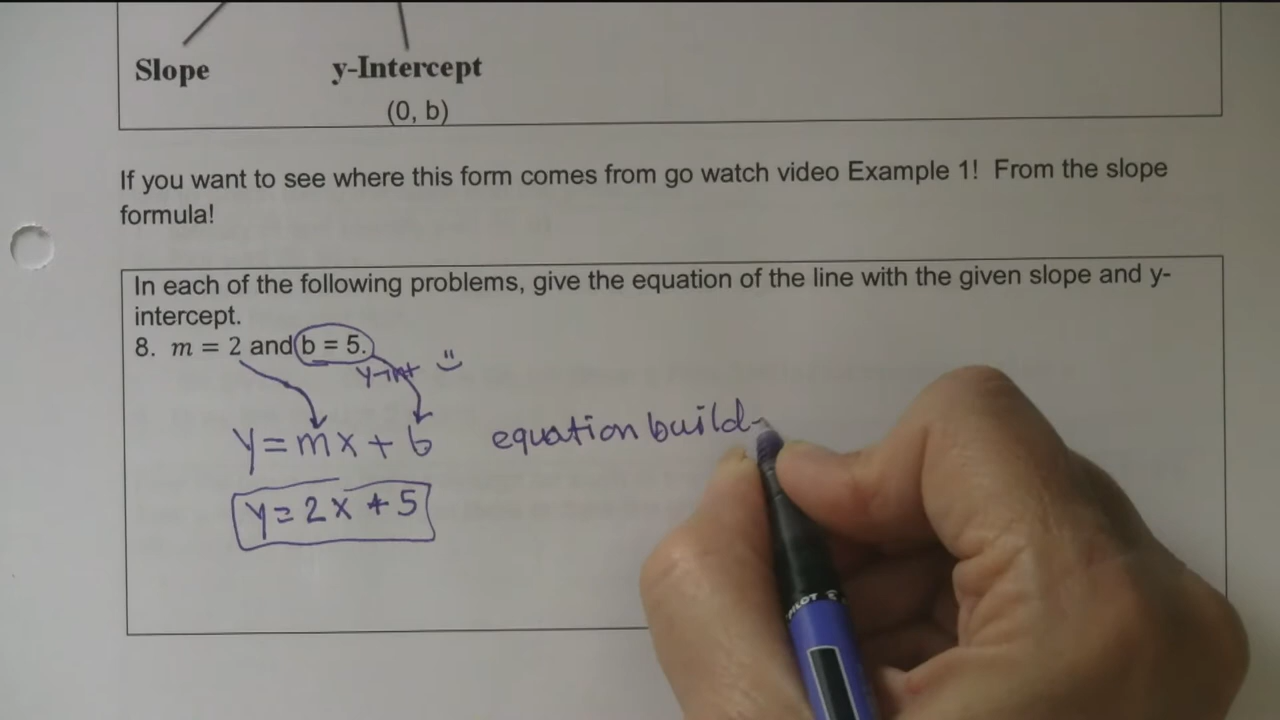 Slope y-Intercept
(0, b)
If you want to see where this form comes from go watch video Example 1! From the slope
formula!
In each of the following problems, give the equation of the line with the given slope and y-
intercept.
8. m = 2 and b = 5.
y-int
y = mx + b equation build
y = 2x + 5
PILOT